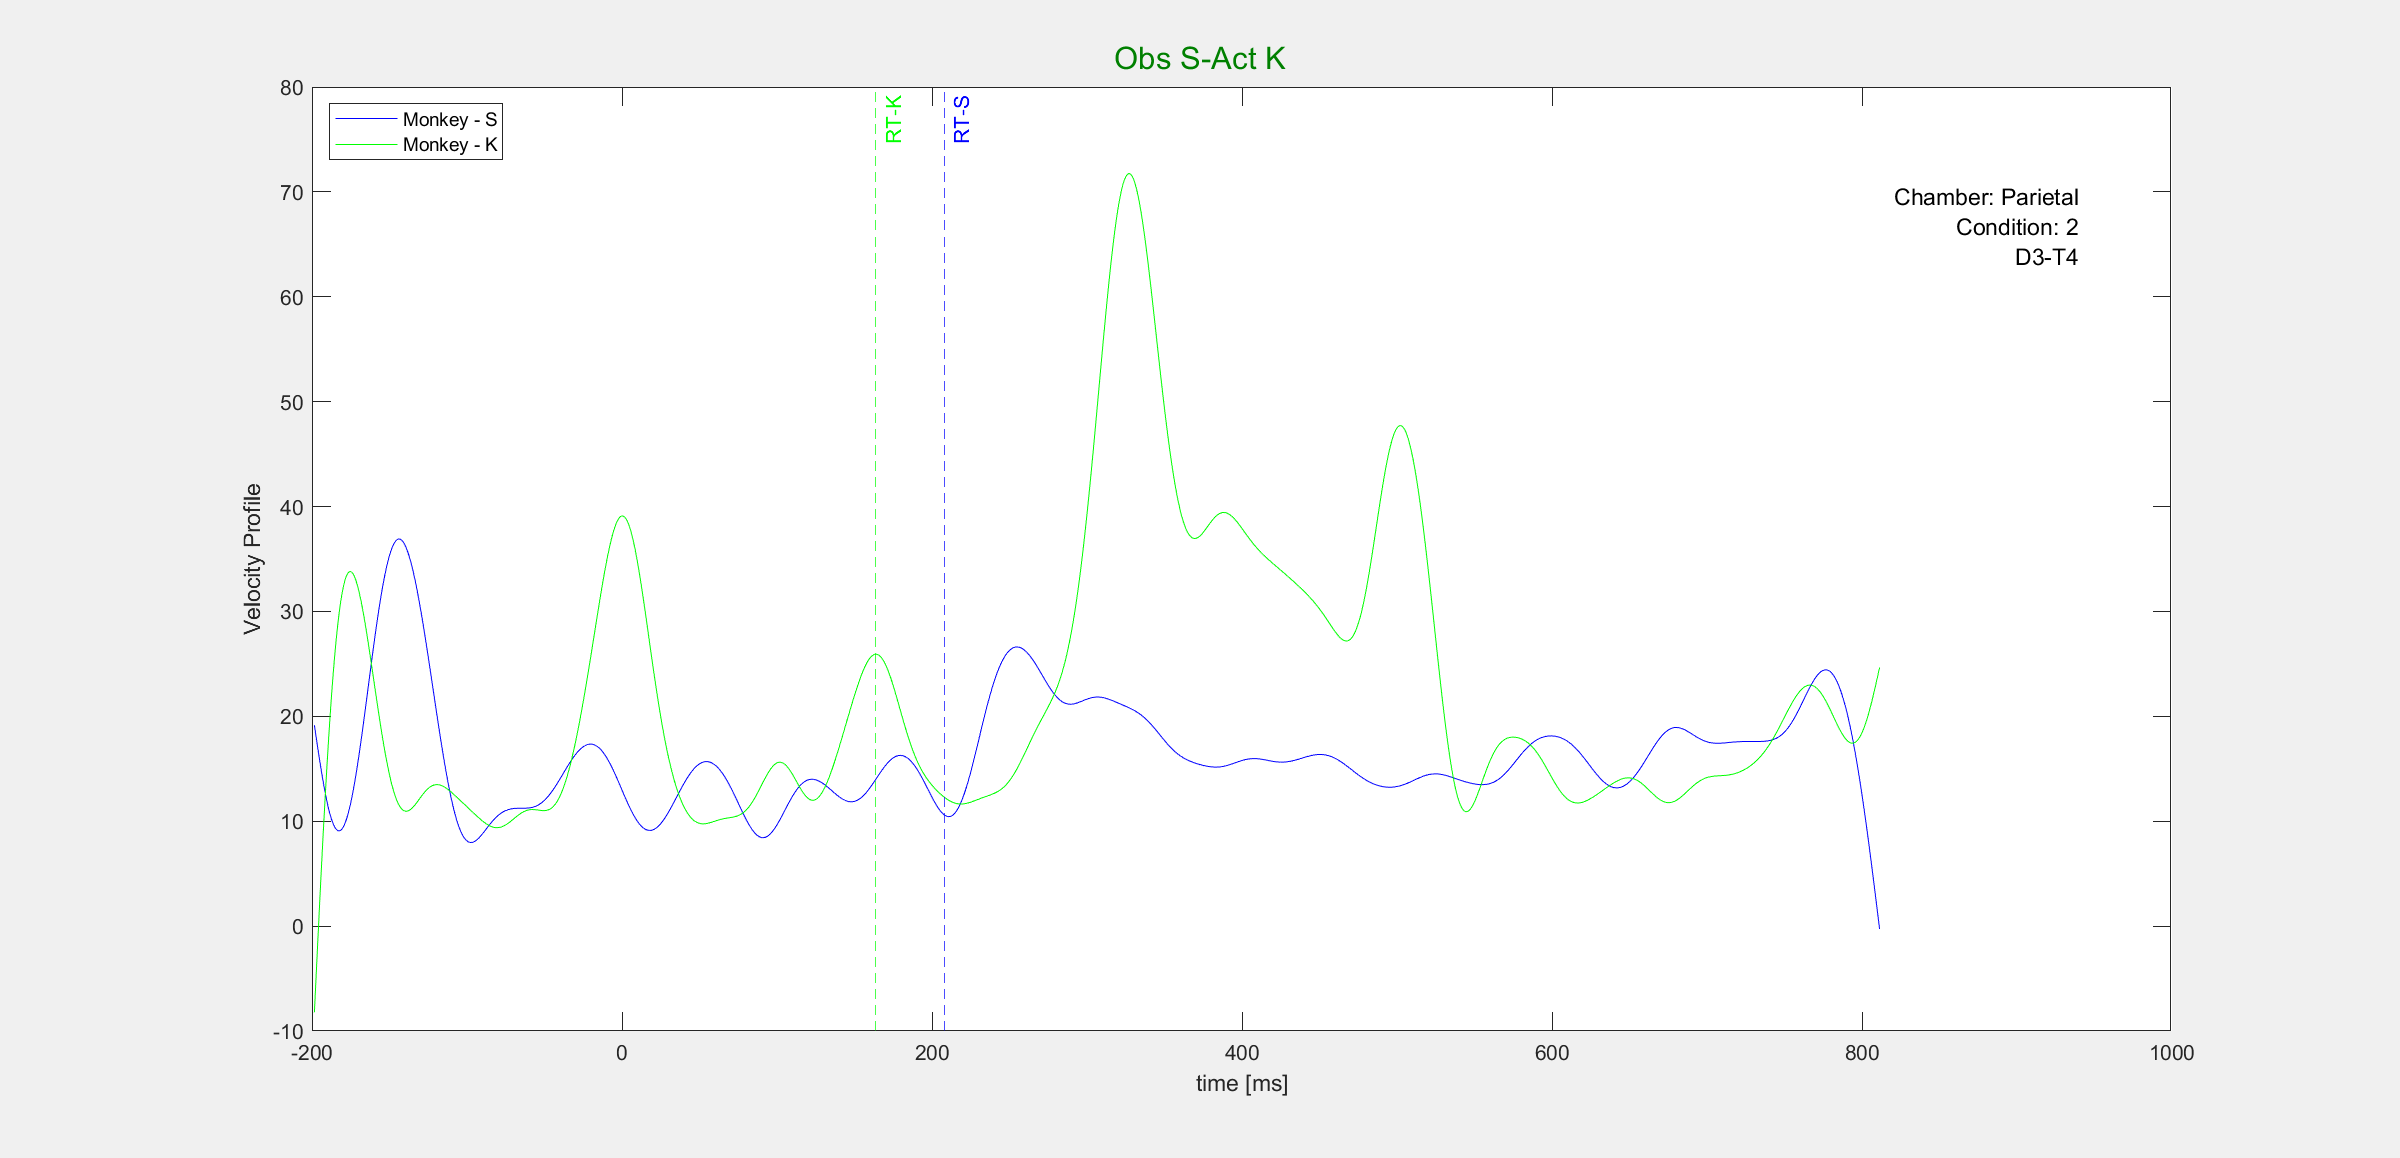 Obs S-Act K
80
70
60
50
40
30
20
10
0
-10
Velocity Profile
Monkey - S
Monkey - K
RT-K
RT-S
Chamber: Parietal
Condition: 2
D3-T4
-200
0
200
400
600
800
1000
time [ms]